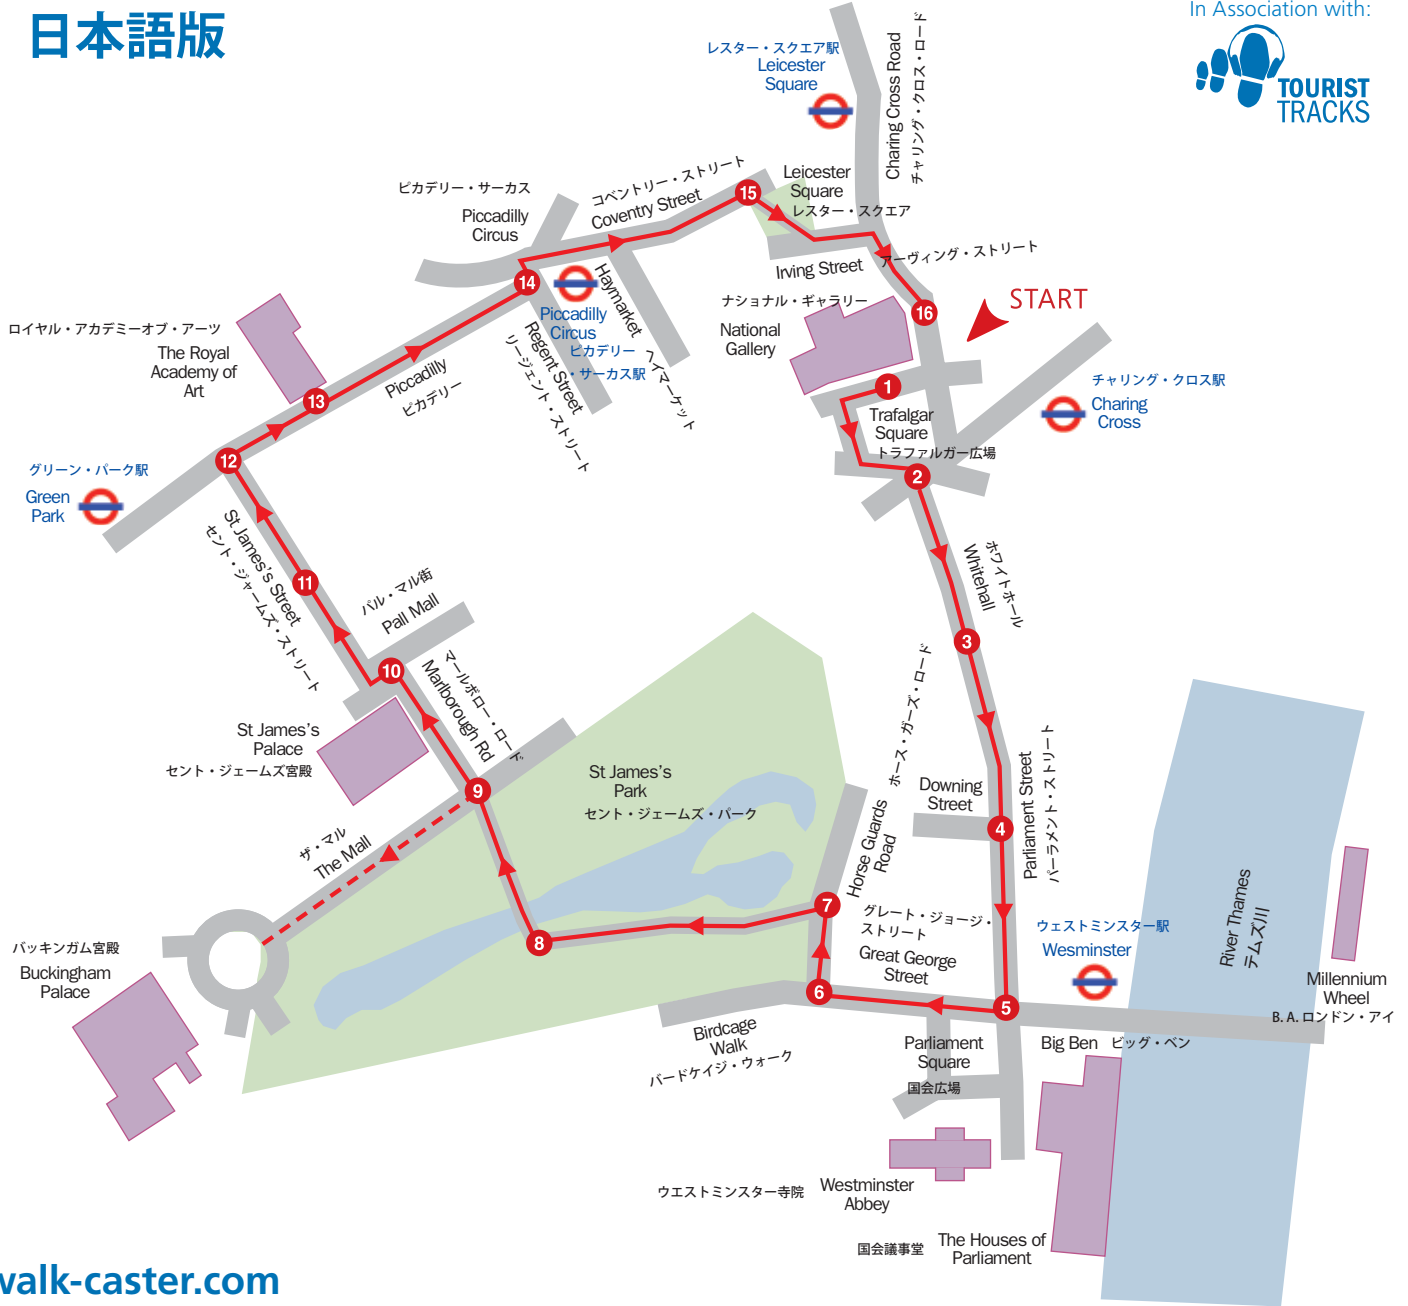 日本語版
In Association with:
TOURIST
TRACKS
レスター・スクエア駅
Leicester
Square
Charing Cross Road
チャリング・クロス・ロード
ピカデリー・サーカス
Piccadilly
Circus
コベントリー・ストリート
Coventry Street
15
Leicester
Square
レスター・スクエア
Irving Street
アーヴィング・ストリート
14
Piccadilly
Circus
ピカデリー
・サーカス駅
Haymarket
ヘイマーケット
Regent Street
リージェント・ストリート
ナショナル・ギャラリー
National
Gallery
16
START
ロイヤル・アカデミーオブ・アーツ
The Royal
Academy of
Art
13
Piccadilly
ピカデリー
1
Trafalgar
Square
トラファルガー広場
チャリング・クロス駅
Charing
Cross
12
グリーン・パーク駅
Green
Park
2
St James's Street
セント・ジャームズ・ストリート
11
ホワイトホール
Whitehall
パル・マル街
Pall Mall
3
10
マールボロー・ロード
Marlborough Rd
St James's
Palace
セント・ジェームズ宮殿
9
St James's
Park
セント・ジェームズ・パーク
ホース・ガーズ・ロード
Horse Guards
Road
Downing
Street
4
Parliament Street
パーラメント・ストリート
ザ・マル
The Mall
7
8
グレート・ジョージ・
ストリート
Great George
Street
ウェストミンスター駅
Wesminster
River Thames
テムズ川
バッキンガム宮殿
Buckingham
Palace
6
5
Millennium
Wheel
B.A.ロンドン・アイ
Birdcage
Walk
バードケイジ・ウォーク
Parliament
Square
国会広場
Big Ben ビッグ・ベン
ウエストミンスター寺院
Westminster
Abbey
国会議事堂
The Houses of
Parliament
walk-caster.com